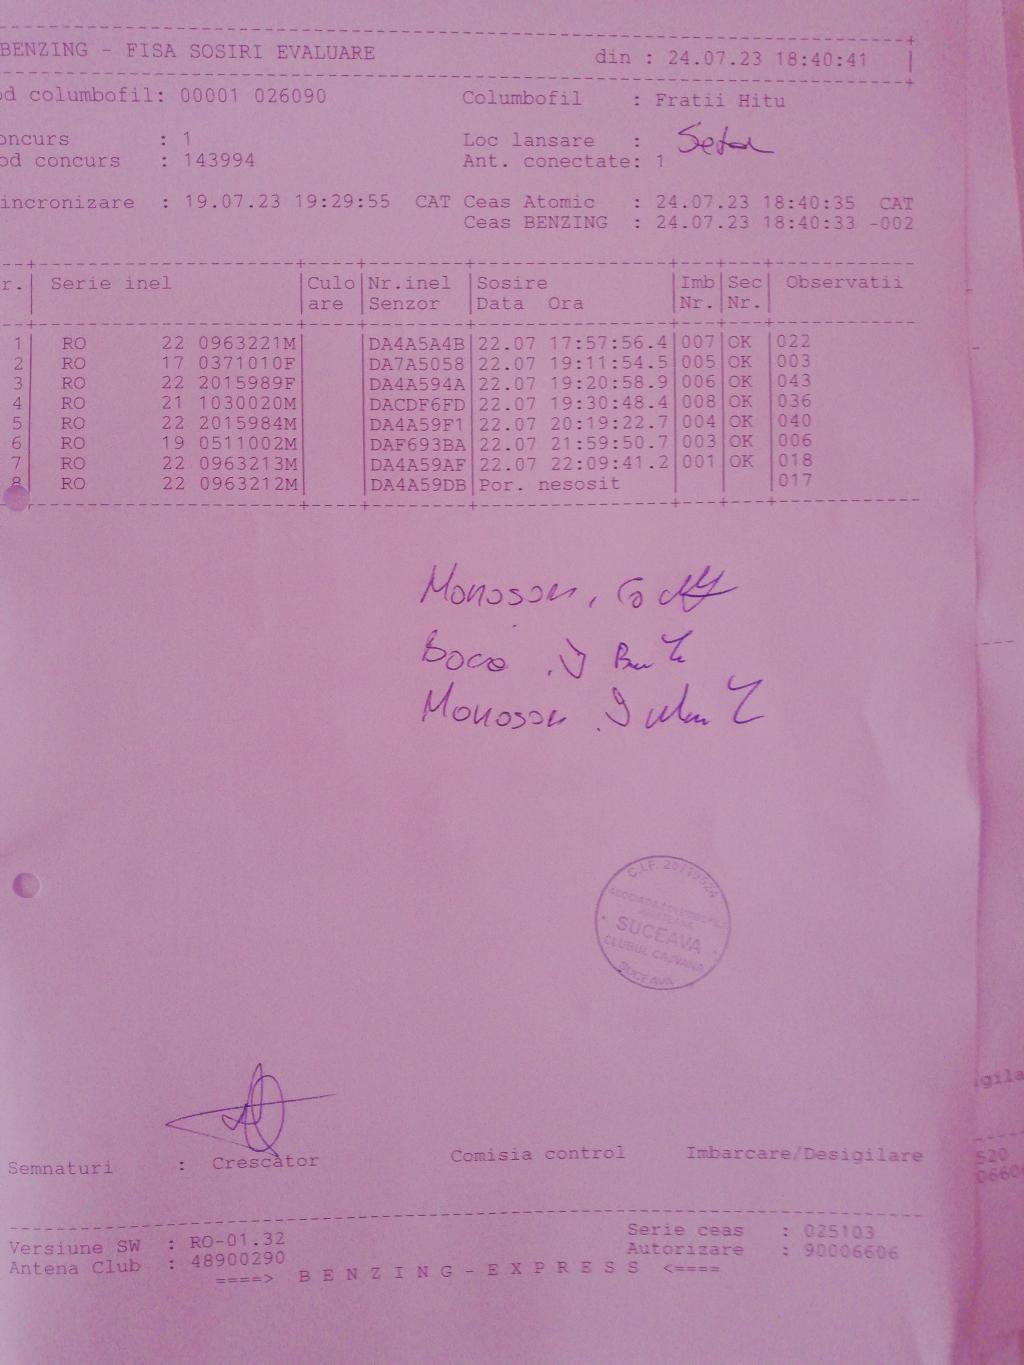 BENZING - FISA SOSIRI EVALUARE din : 24.07.23 18:40:41
od columbofil: 00001 026090 Columbofil : Fratii Hitu
oncurs : 1 Loc lansare :
od concurs : 143994 Ant. conectate: 1
incronizare : 19.07.23 19:29:55 CAT Ceas Atomic : 24.07.23 18:40:35 CAT
Ceas BENZING : 24.07.23 18:40:33 -002
r. Serie inel Culo Nr.inel Sosire Imb Sec Observatii
are Senzor Data Ora Nr. Nr.
1 RO 22 0963221M DA4A5A4B 22.07 17:57:56.4 007 OK 022
2 RO 17 0371010F DA7A5058 22.07 19:11:54.5 005 OK 003
3 RO 22 2015989F DA4A594A 22.07 19:20:58.9 006 OK 043
4 RO 21 1030020M DACDF6FD 22.07 19:30:48.4 008 OK 036
5 RO 22 2015984M DA4A59F1 22.07 20:19:22.7 004 OK 040
6 RO 19 0511002M DAF693BA 22.07 21:59:50.7 003 OK 006
7 RO 22 0963213M DA4A59AF 22.07 22:09:41.2 001 OK 018
8 RO 22 0963212M DA4A59DB Por. nesosit 017
C.I.F.
SUCEAVA
CLUBUL CAJVANA
SUCEAVA
Semnaturi : Crescator Comisia control Imbarcare/Desigilare
Versiune SW : RO-01.32 Serie ceas : 025103
Antena Club : 48900290 Autorizare : 90006606
====> B E N Z I N G - E X P R E S S <====
gila
520
0660